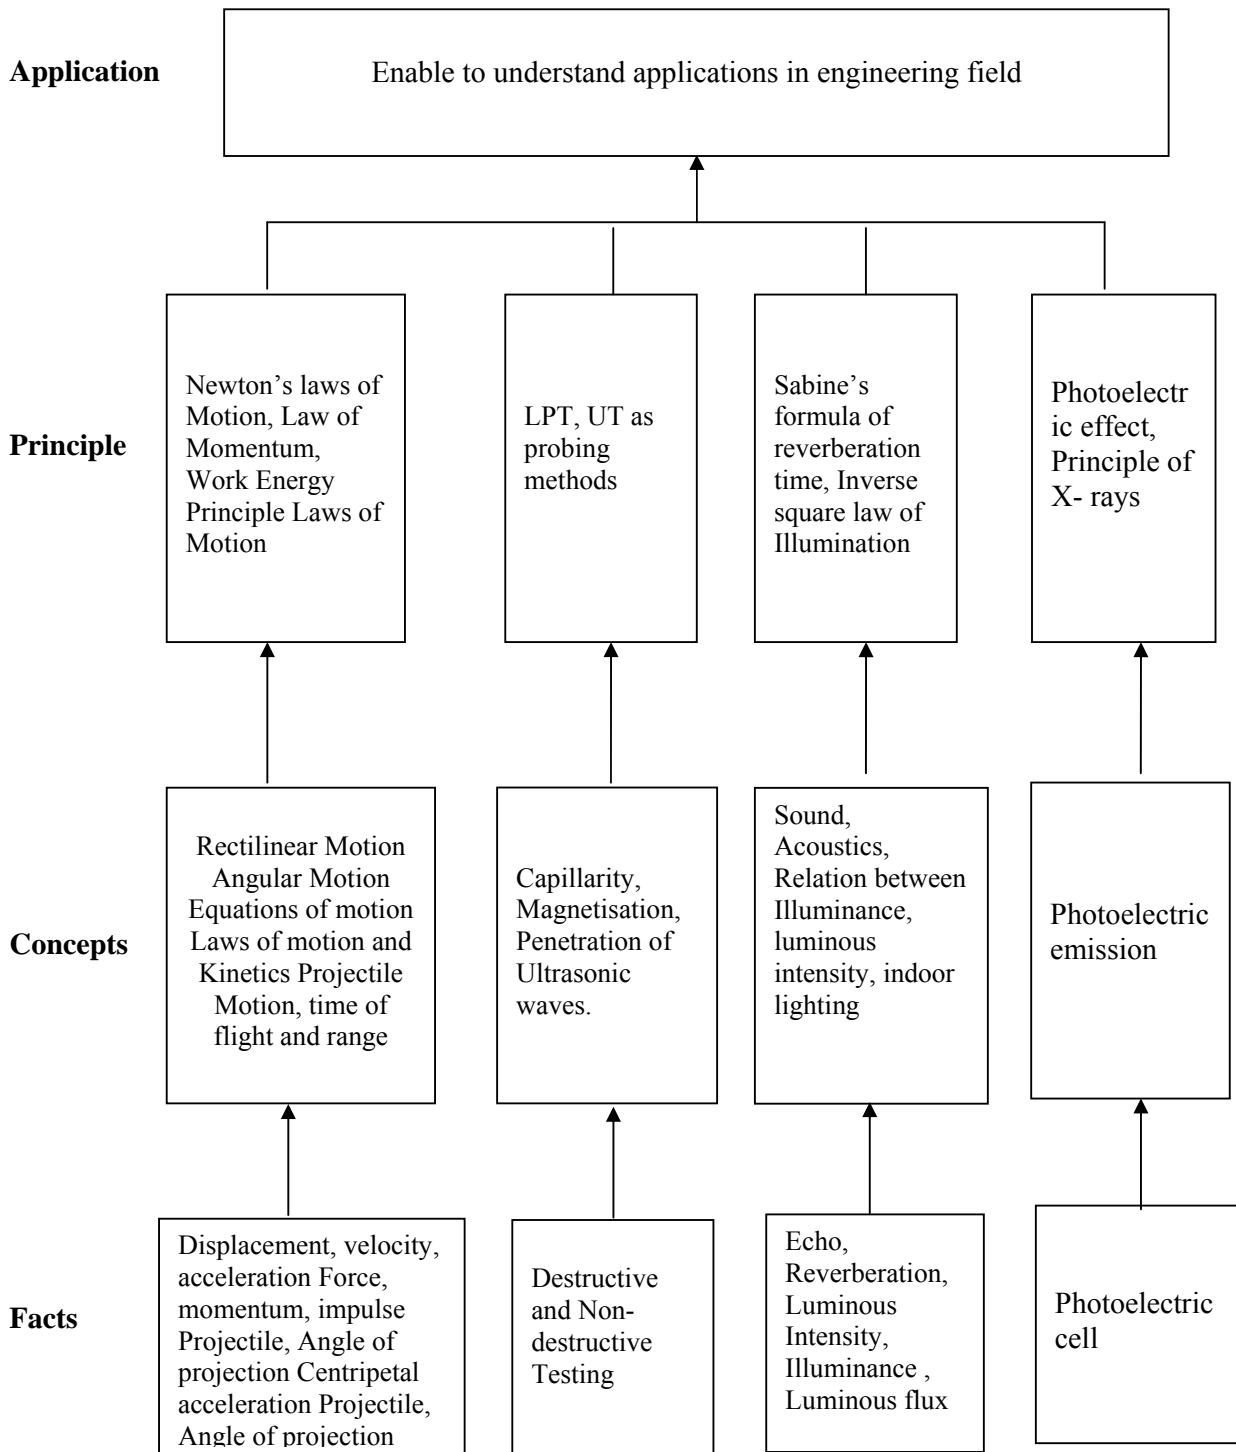 Application
Enable to understand applications in engineering field
Principle
Newton’s laws of
Motion, Law of
Momentum,
Work Energy
Principle Laws of
Motion
LPT, UT as
probing
methods
Sabine’s
formula of
reverberation
time, Inverse
square law of
Illumination
Photoelectr
ic effect,
Principle of
X- rays
Concepts
Rectilinear Motion
Angular Motion
Equations of motion
Laws of motion and
Kinetics Projectile
Motion, time of
flight and range
Capillarity,
Magnetisation,
Penetration of
Ultrasonic
waves.
Sound,
Acoustics,
Relation between
Illuminance,
luminous
intensity, indoor
lighting
Photoelectric
emission
Facts
Displacement, velocity,
acceleration Force,
momentum, impulse
Projectile, Angle of
projection Centripetal
acceleration Projectile,
Angle of projection
Destructive
and Non-
destructive
Testing
Echo,
Reverberation,
Luminous
Intensity,
Illuminance ,
Luminous flux
Photoelectric
cell